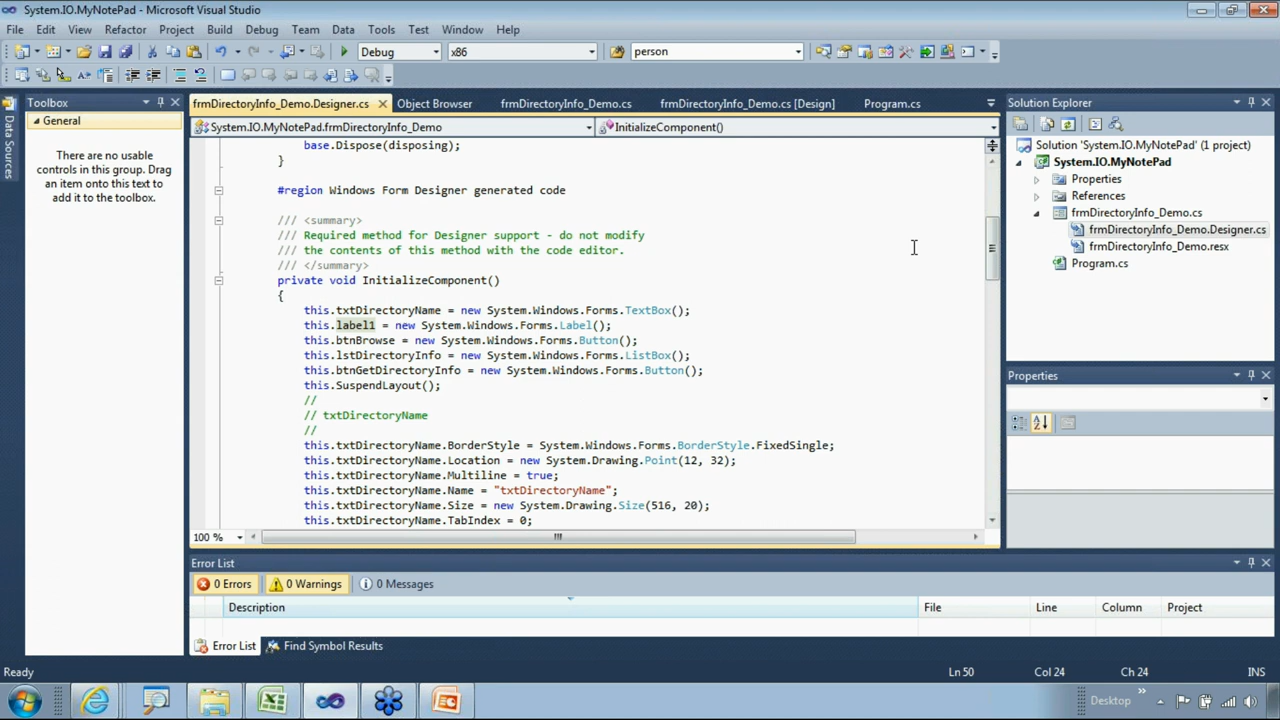 System.IO.MyNotePad - Microsoft Visual Studio
File Edit View Refactor Project Build Debug Team Data Tools Test Window Help
Debug x86 person
Toolbox
General
There are no usable
controls in this group. Drag
an item onto this text to
add it to the toolbox.
Data Sources
frmDirectoryInfo_Demo.Designer.cs Object Browser frmDirectoryInfo_Demo.cs frmDirectoryInfo_Demo.cs [Design] Program.cs
System.IO.MyNotePad.frmDirectoryInfo_Demo InitializeComponent()
base.Dispose(disposing);
}
#region Windows Form Designer generated code
/// <summary>
/// Required method for Designer support - do not modify
/// the contents of this method with the code editor.
/// </summary>
private void InitializeComponent()
{
this.txtDirectoryName = new System.Windows.Forms.TextBox();
this.label1 = new System.Windows.Forms.Label();
this.btnBrowse = new System.Windows.Forms.Button();
this.lstDirectoryInfo = new System.Windows.Forms.ListBox();
this.btnGetDirectoryInfo = new System.Windows.Forms.Button();
this.SuspendLayout();
//
// txtDirectoryName
//
this.txtDirectoryName.BorderStyle = System.Windows.Forms.BorderStyle.FixedSingle;
this.txtDirectoryName.Location = new System.Drawing.Point(12, 32);
this.txtDirectoryName.Multiline = true;
this.txtDirectoryName.Name = "txtDirectoryName";
this.txtDirectoryName.Size = new System.Drawing.Size(516, 20);
this.txtDirectoryName.TabIndex = 0;
100 %
Solution Explorer
Solution 'System.IO.MyNotePad' (1 project)
System.IO.MyNotePad
Properties
References
frmDirectoryInfo_Demo.cs
frmDirectoryInfo_Demo.Designer.cs
frmDirectoryInfo_Demo.resx
Program.cs
Properties
Error List
0 Errors 0 Warnings 0 Messages
Description File Line Column Project
Error List Find Symbol Results
Ready Ln 50 Col 24 Ch 24 INS
Desktop